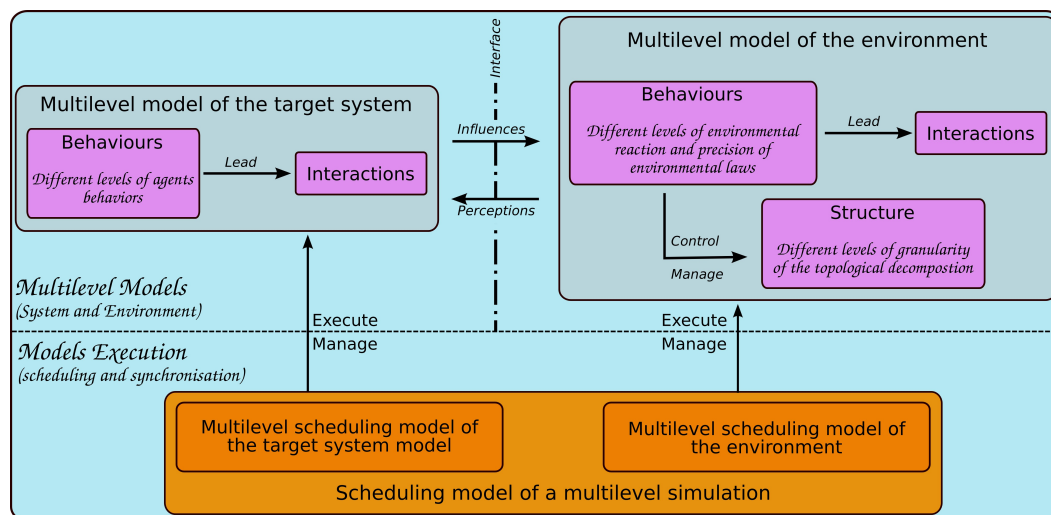 Multilevel model of the target system
Behaviours
Different levels of agents
behaviors
Lead
Interactions
Interface
Influences
Perceptions
Multilevel model of the environment
Behaviours
Different levels of environmental
reaction and precision of
environmental laws
Lead
Interactions
Control
Manage
Structure
Different levels of granularity
of the topological decompostion
Multilevel Models
(System and Environment)
Execute
Manage
Execute
Manage
Models Execution
(scheduling and synchronisation)
Multilevel scheduling model of
the target system model
Multilevel scheduling model of
the environment
Scheduling model of a multilevel simulation